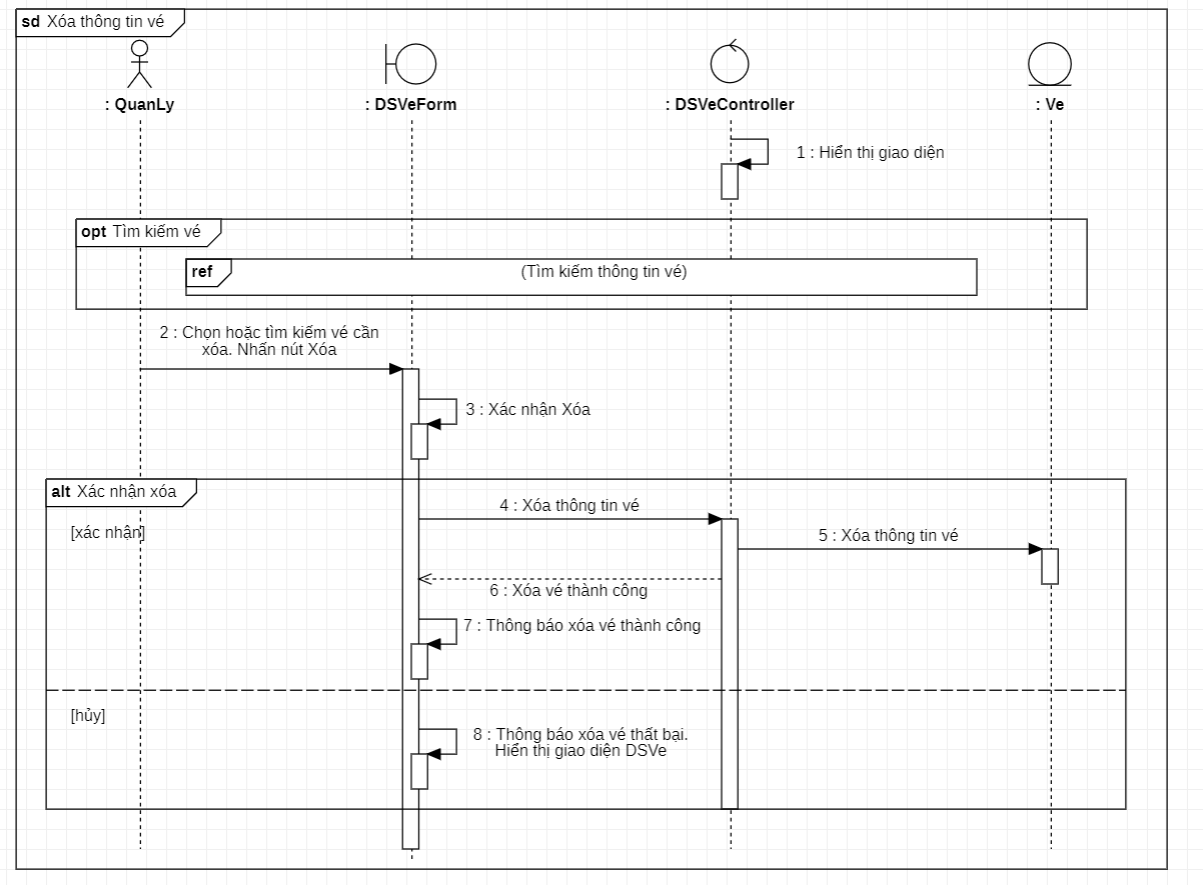 sd Xóa thông tin vé
: QuanLy
: DSVeForm
: DSVeController
: Ve
1 : Hiển thị giao diện
opt Tìm kiếm vé
ref
(Tìm kiếm thông tin vé)
2 : Chọn hoặc tìm kiếm vé cần
xóa. Nhấn nút Xóa
3 : Xác nhận Xóa
alt Xác nhận xóa
[xác nhận]
4 : Xóa thông tin vé
5 : Xóa thông tin vé
6 : Xóa vé thành công
7 : Thông báo xóa vé thành công
[hủy]
8 : Thông báo xóa vé thất bại.
Hiển thị giao diện DSVe